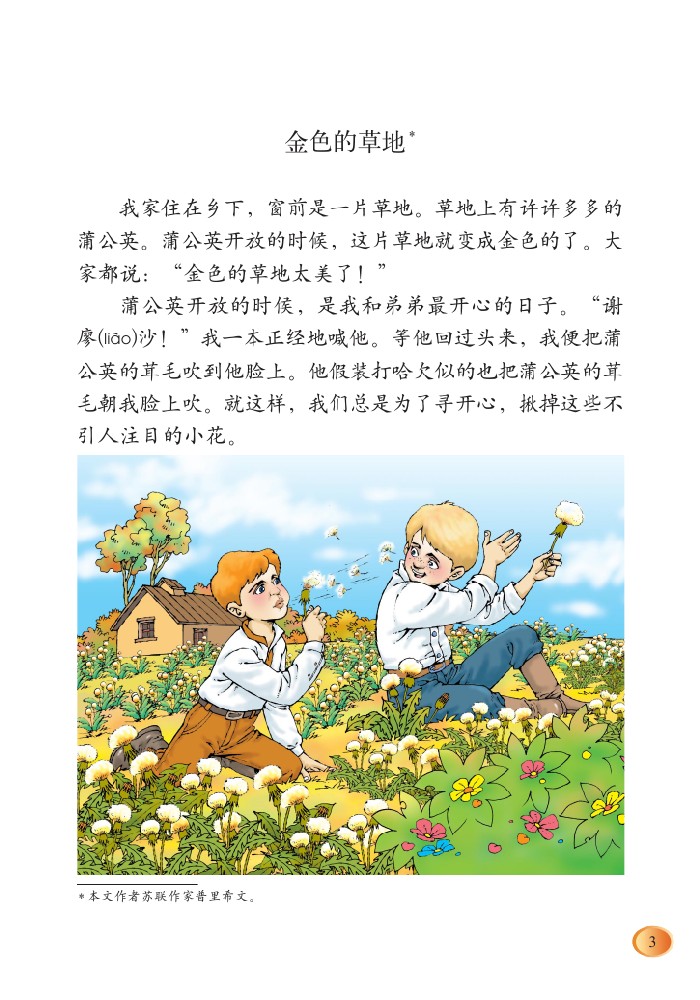 金色的草地*
我家住在乡下，窗前是一片草地。草地上有许许多多的
蒲公英。蒲公英开放的时候，这片草地就变成金色的了。大
家都说：“金色的草地太美了！”
蒲公英开放的时候，是我和弟弟最开心的日子。“谢
廖(liāo)沙！”我一本正经地喊他。等他回过头来，我便把蒲
公英的茸毛吹到他脸上。他假装打哈欠似的也把蒲公英的茸
毛朝我脸上吹。就这样，我们总是为了寻开心，揪掉这些不
引人注目的小花。
*本文作者苏联作家普里希文。
3